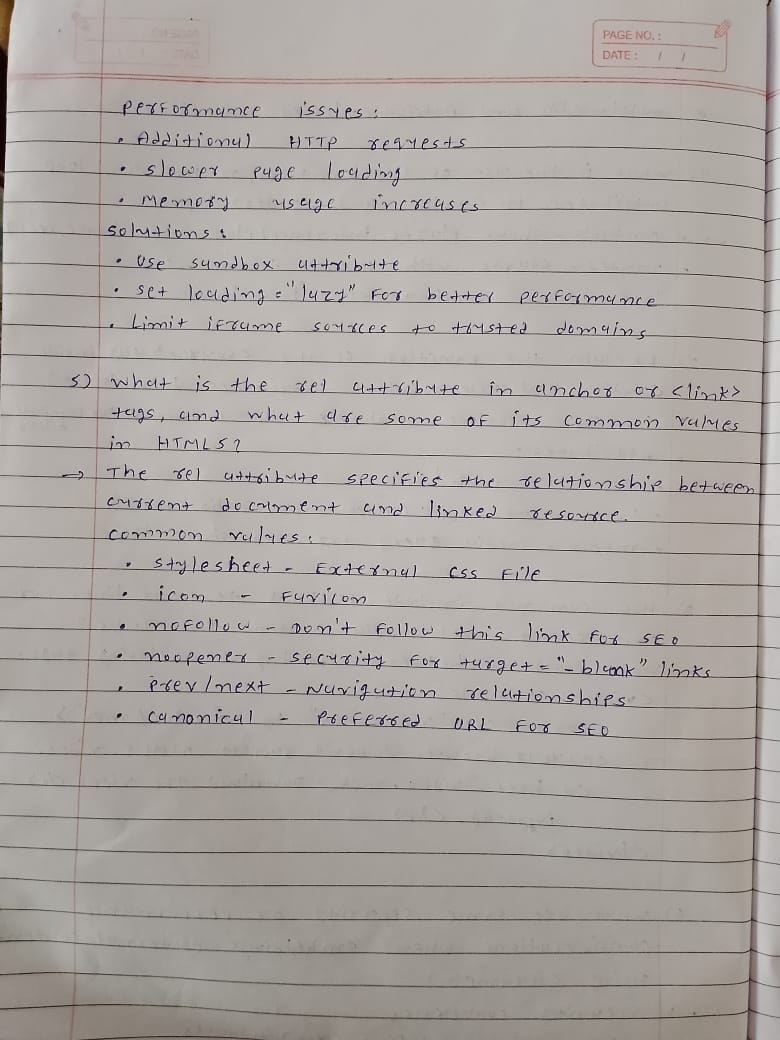 PAGE NO. :
DATE : / /
Performance issues :
• Additional HTTP requests
• slower page loading
• Memory usage increases
solutions :
• Use sandbox attribute
• set loading = "lazy" for better performance
• Limit iframe sources to trusted domains
5) What is the rel attribute in anchor or <link>
tags, and what are some of its common values
in HTML5?
→ The rel attribute specifies the relationship between
current document and linked resource.
common values :
• stylesheet - External CSS File
• icon - Favicon
• nofollow - Don't follow this link for SEO
• noopener - security for target = "_blank" links
• Prev/next - Navigation relationships
• canonical - Preferred URL For SEO